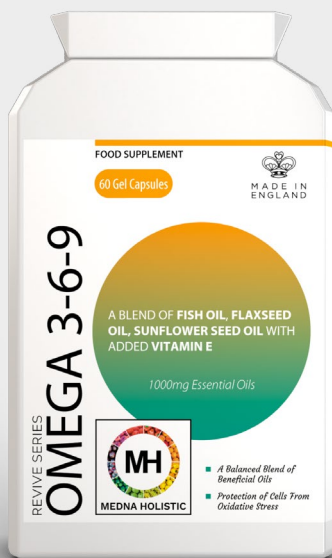 FOOD SUPPLEMENT
60 Gel Capsules
MADE IN
ENGLAND
REVIVE SERIES
OMEGA 3-6-9
A BLEND OF FISH OIL, FLAXSEED
OIL, SUNFLOWER SEED OIL WITH
ADDED VITAMIN E
1000mg Essential Oils
MH
MEDNA HOLISTIC
A Balanced Blend of
Beneficial Oils
Protection of Cells From
Oxidative Stress